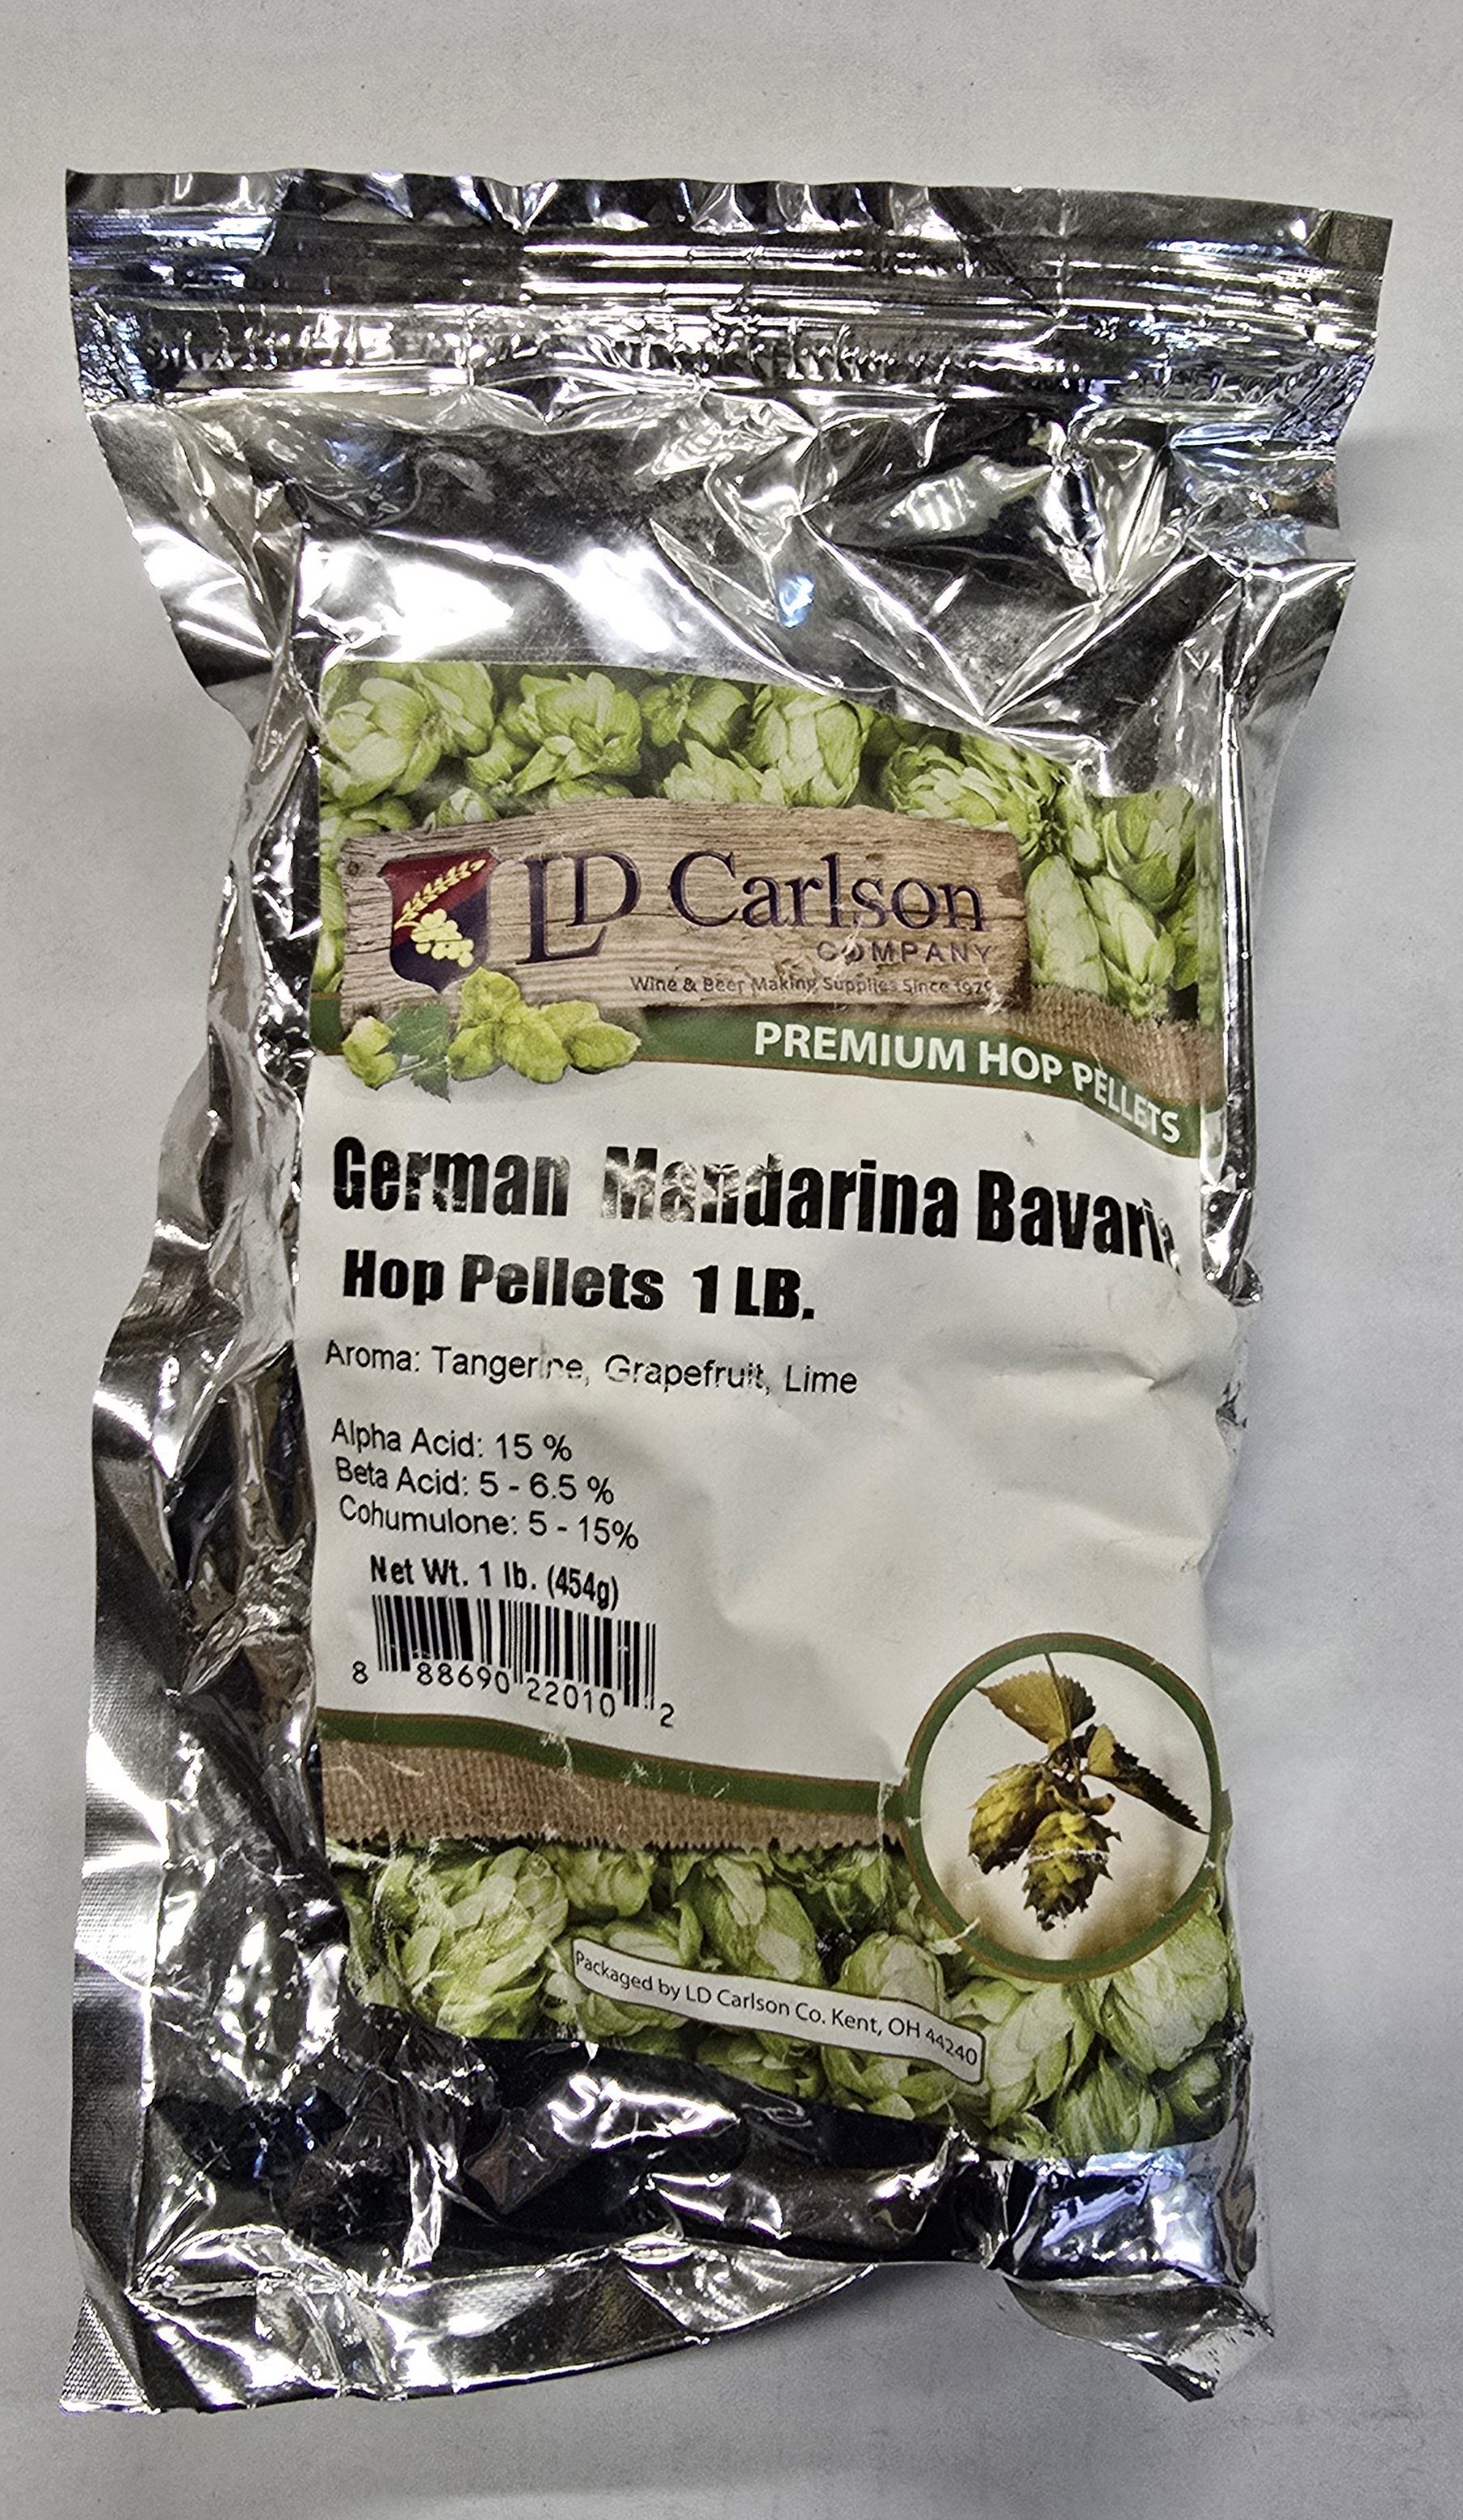 LD Carlson
COMPANY
Wine & Beer Making Supplies Since 1979
PREMIUM HOP PELLETS
German Mandarina Bavaria
Hop Pellets 1 LB.
Aroma: Tangerine, Grapefruit, Lime
Alpha Acid: 15 %
Beta Acid: 5 - 6.5 %
Cohumulone: 5 - 15%
Net Wt. 1 lb. (454g)
8 88690 22010 2
Packaged by LD Carlson Co. Kent, OH 44240